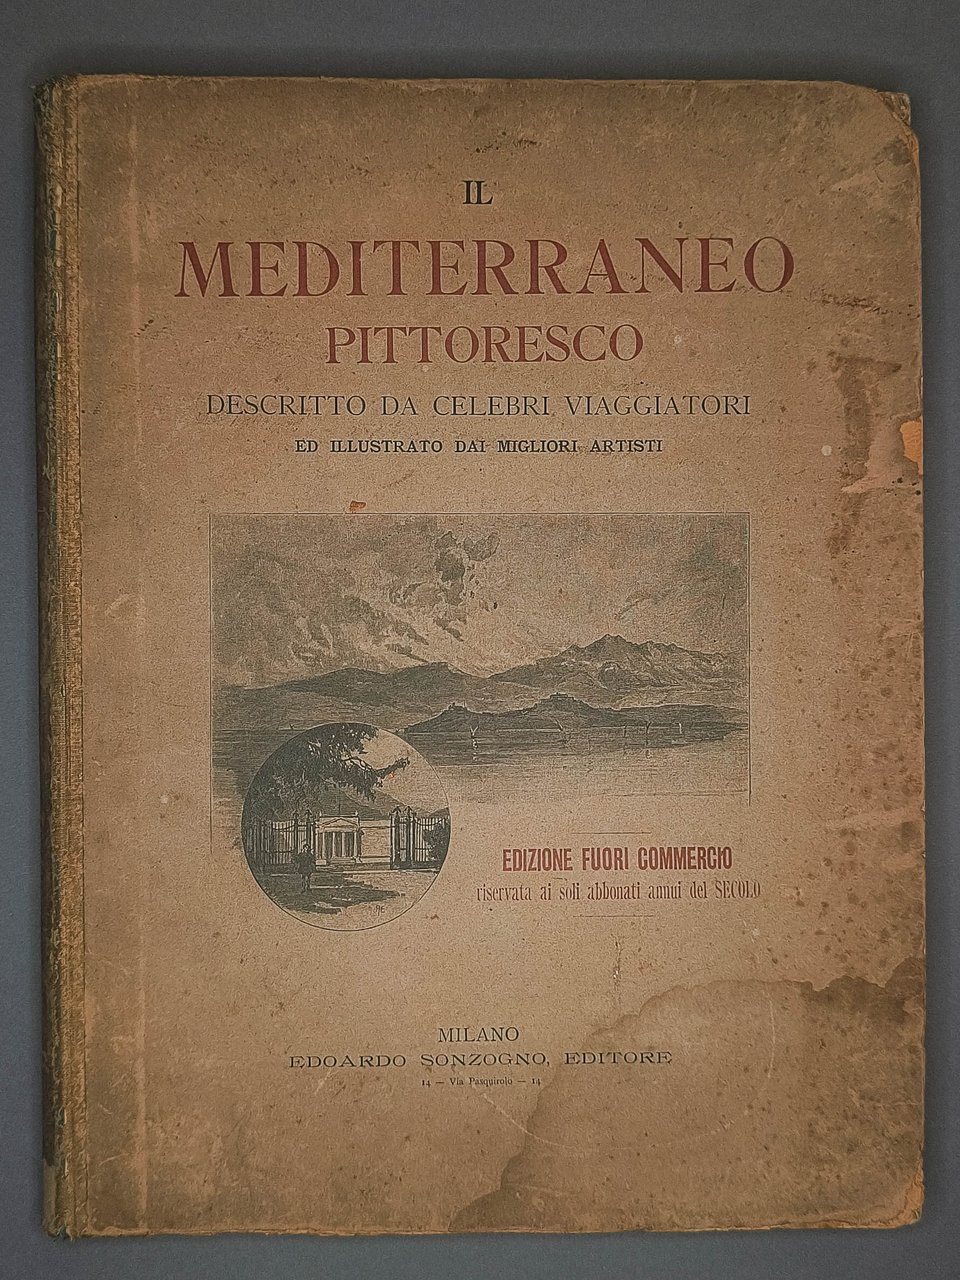 IL
MEDITERRANEO
PITTORESCO
DESCRITTO DA CELEBRI VIAGGIATORI
ED ILLUSTRATO DAI MIGLIORI ARTISTI
EDIZIONE FUORI COMMERCIO
riservata ai soli abbonati annui del SECOLO
MILANO
EDOARDO SONZOGNO, EDITORE
14 — Via Pasquirolo — 14